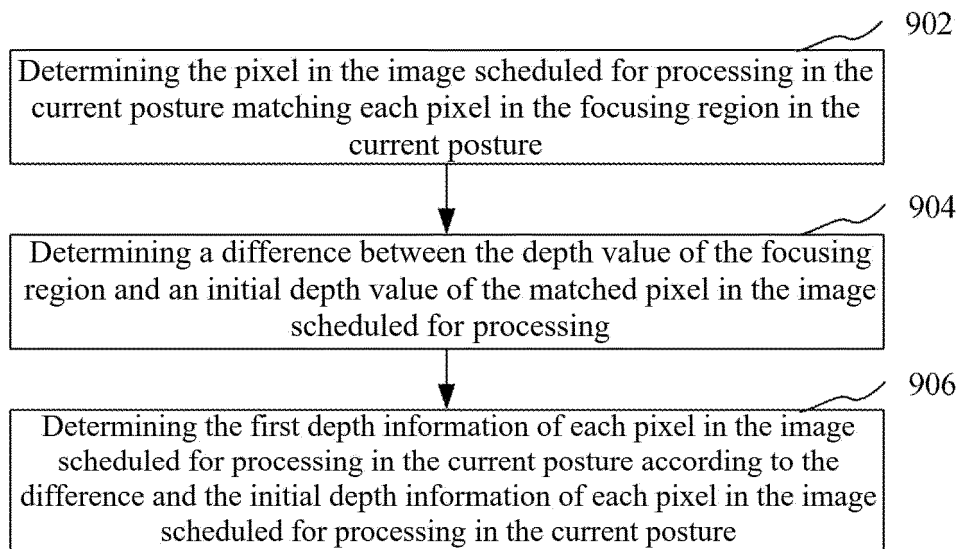 902
Determining the pixel in the image scheduled for processing in the
current posture matching each pixel in the focusing region in the
current posture
904
Determining a difference between the depth value of the focusing
region and an initial depth value of the matched pixel in the image
scheduled for processing
906
Determining the first depth information of each pixel in the image
scheduled for processing in the current posture according to the
difference and the initial depth information of each pixel in the image
scheduled for processing in the current posture